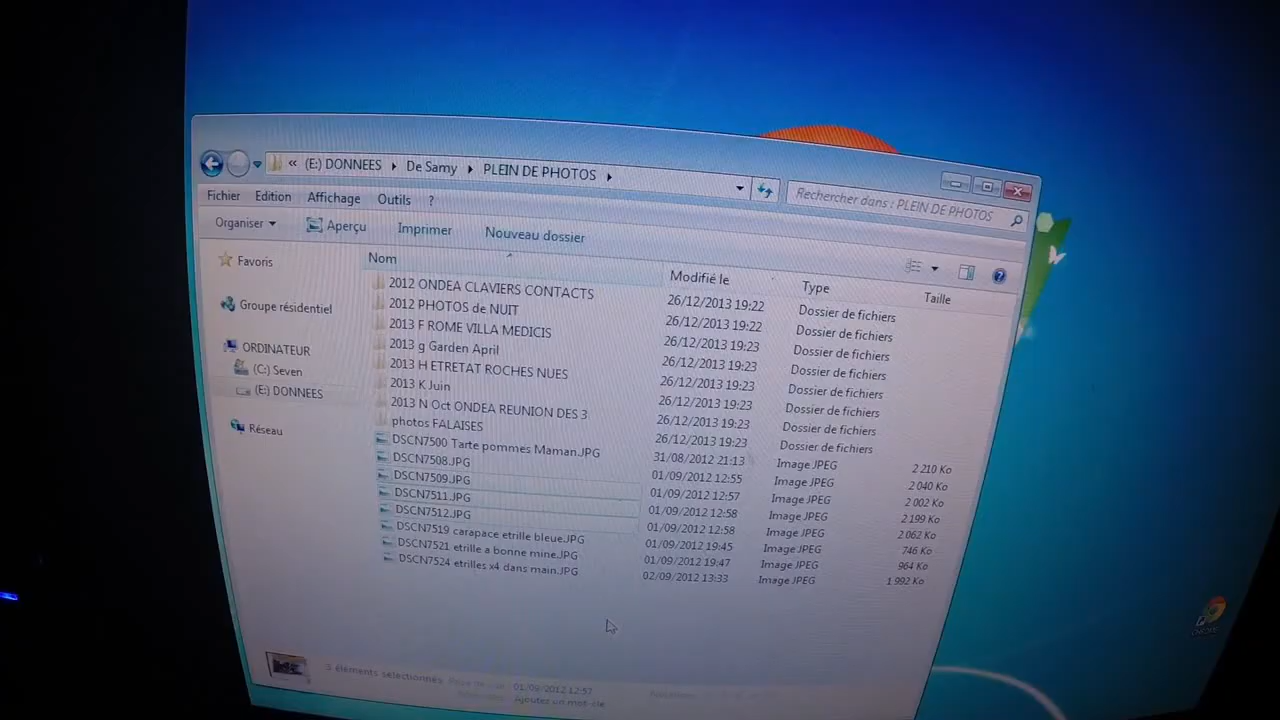 « (E:) DONNEES ▸ De Samy ▸ PLEIN DE PHOTOS ▸
Rechercher dans : PLEIN DE PHOTOS
Fichier Edition Affichage Outils ?
Organiser Aperçu Imprimer Nouveau dossier
Favoris
Groupe résidentiel
ORDINATEUR
(C:) Seven
(E:) DONNEES
Réseau
Nom Modifié le Type Taille
2012 ONDEA CLAVIERS CONTACTS 26/12/2013 19:22 Dossier de fichiers
2012 PHOTOS de NUIT 26/12/2013 19:22 Dossier de fichiers
2013 F ROME VILLA MEDICIS 26/12/2013 19:23 Dossier de fichiers
2013 g Garden April 26/12/2013 19:23 Dossier de fichiers
2013 H ETRETAT ROCHES NUES 26/12/2013 19:23 Dossier de fichiers
2013 K Juin 26/12/2013 19:23 Dossier de fichiers
2013 N Oct ONDEA REUNION DES 3 26/12/2013 19:23 Dossier de fichiers
photos FALAISES 26/12/2013 19:23 Dossier de fichiers
DSCN7500 Tarte pommes Maman.JPG 31/08/2012 21:13 Image JPEG 2 210 Ko
DSCN7508.JPG 01/09/2012 12:55 Image JPEG 2 040 Ko
DSCN7509.JPG 01/09/2012 12:57 Image JPEG 2 002 Ko
DSCN7511.JPG 01/09/2012 12:58 Image JPEG 2 199 Ko
DSCN7512.JPG 01/09/2012 12:58 Image JPEG 2 062 Ko
DSCN7519 carapace etrille bleue.JPG 01/09/2012 19:45 Image JPEG 746 Ko
DSCN7521 etrille a bonne mine.JPG 01/09/2012 19:47 Image JPEG 964 Ko
DSCN7524 etrilles x4 dans main.JPG 02/09/2012 13:33 Image JPEG 1 992 Ko
3 éléments sélectionnés 01/09/2012 12:57
Ajoutez un mot-clé
CHROME